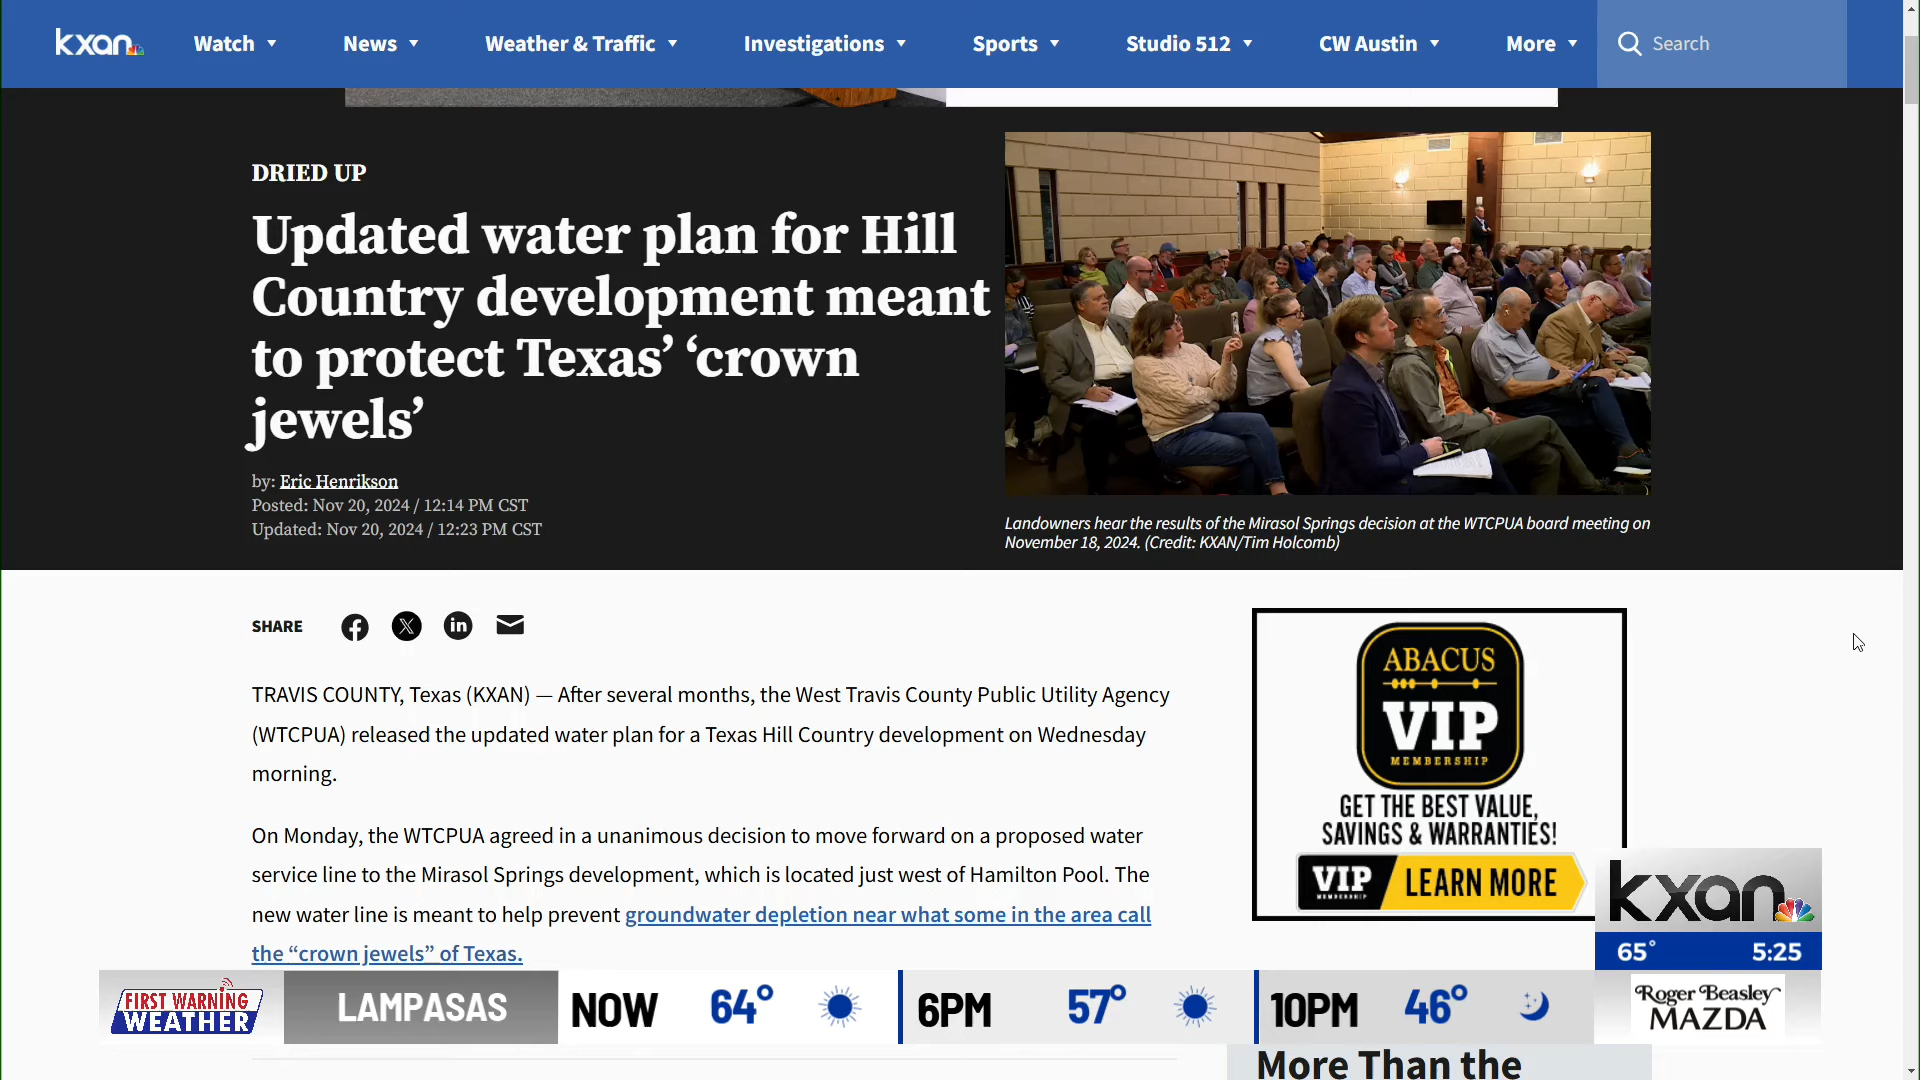 kxan Watch News Weather & Traffic Investigations Sports Studio 512 CW Austin More Search
DRIED UP
Updated water plan for Hill
Country development meant
to protect Texas’ ‘crown
jewels’
by: Eric Henrikson
Posted: Nov 20, 2024 / 12:14 PM CST
Updated: Nov 20, 2024 / 12:23 PM CST
Landowners hear the results of the Mirasol Springs decision at the WTCPUA board meeting on
November 18, 2024. (Credit: KXAN/Tim Holcomb)
SHARE
TRAVIS COUNTY, Texas (KXAN) — After several months, the West Travis County Public Utility Agency
(WTCPUA) released the updated water plan for a Texas Hill Country development on Wednesday
morning.
On Monday, the WTCPUA agreed in a unanimous decision to move forward on a proposed water
service line to the Mirasol Springs development, which is located just west of Hamilton Pool. The
new water line is meant to help prevent groundwater depletion near what some in the area call
the “crown jewels” of Texas.
ABACUS
VIP
MEMBERSHIP
GET THE BEST VALUE,
SAVINGS & WARRANTIES!
VIP LEARN MORE
MEMBERSHIP
kxan
65° 5:25
FIRST WARNING
WEATHER
LAMPASAS NOW 64° 6PM 57° 10PM 46°
Roger Beasley
MAZDA
More Than the